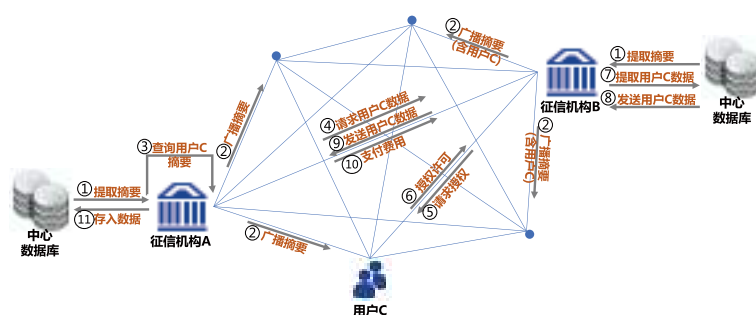 ②广播摘要
(含用户C)
①提取摘要
⑦提取用户C数据
⑧发送用户C数据
征信机构B
中心
数据库
②广播摘要
④请求用户C数据
⑨发送用户C数据
⑩支付费用
②广播摘要
(含用户C)
③查询用户C
摘要
⑥授权许可
⑤请求授权
①提取摘要
⑪存入数据
中心
数据库
征信机构A
②广播摘要
用户C